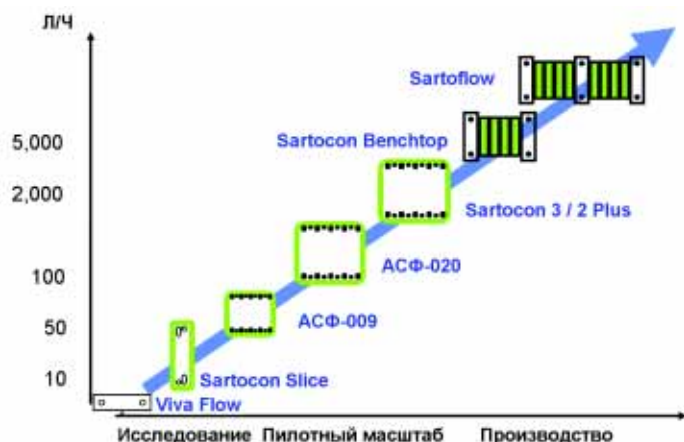 Л/Ч
Sartoflow
5,000
Sartocon Benchtop
2,000
Sartocon 3 / 2 Plus
АСФ-020
100
АСФ-009
50
10
Sartocon Slice
Viva Flow
Исследование Пилотный масштаб Производство